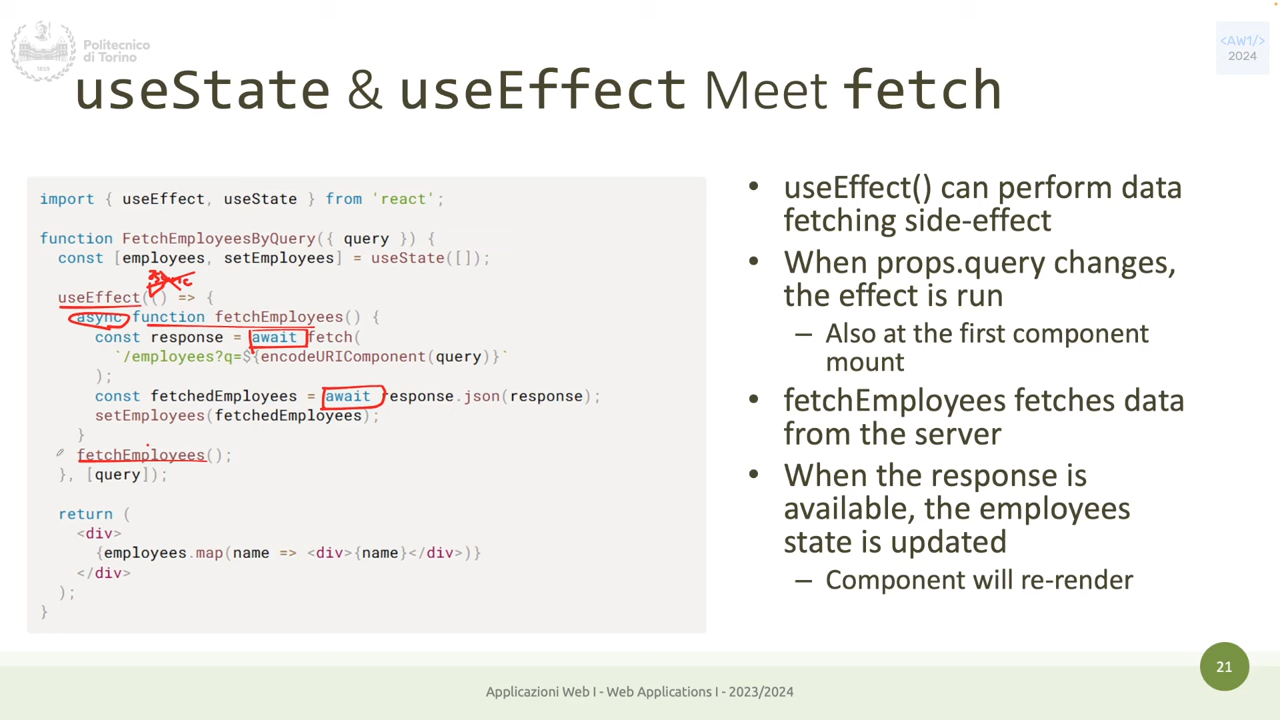 Politecnico
di Torino
1859
<AW1/>
2024
useState & useEffect Meet fetch
import { useEffect, useState } from 'react';
function FetchEmployeesByQuery({ query }) {
const [employees, setEmployees] = useState([]);
async
useEffect(() => {
async function fetchEmployees() {
const response = await fetch(
`/employees?q=${encodeURIComponent(query)}`
);
const fetchedEmployees = await response.json(response);
setEmployees(fetchedEmployees);
}
fetchEmployees();
}, [query]);
return (
<div>
{employees.map(name => <div>{name}</div>)}
</div>
);
}
• useEffect() can perform data
fetching side-effect
• When props.query changes,
the effect is run
– Also at the first component
mount
• fetchEmployees fetches data
from the server
• When the response is
available, the employees
state is updated
– Component will re-render
21
Applicazioni Web I - Web Applications I - 2023/2024